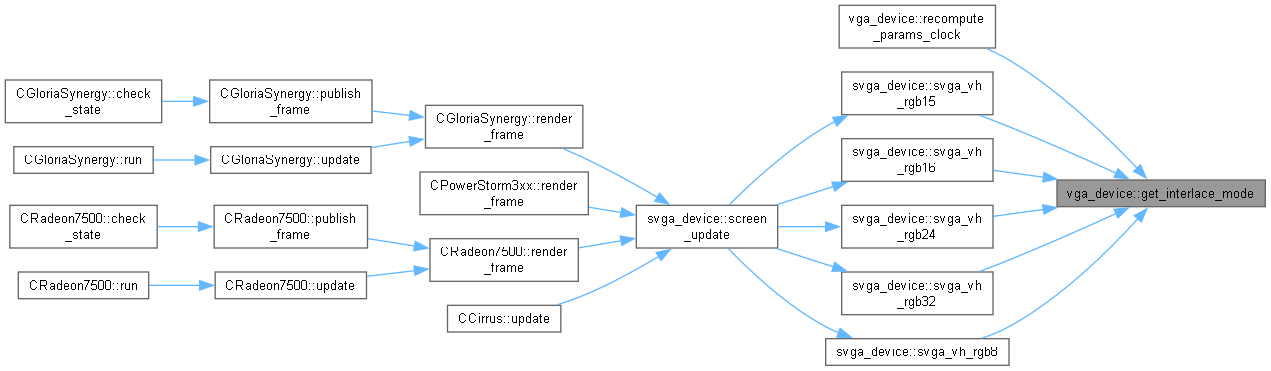 vga_device::recompute
_params_clock
CGloriaSynergy::check
_state
CGloriaSynergy::publish
_frame
CGloriaSynergy::render
_frame
svga_device::svga_vh
_rgb15
CGloriaSynergy::run
CGloriaSynergy::update
svga_device::svga_vh
_rgb16
CPowerStorm3xx::render
_frame
vga_device::get_interlace_mode
CRadeon7500::check
_state
CRadeon7500::publish
_frame
svga_device::screen
_update
svga_device::svga_vh
_rgb24
CRadeon7500::render
_frame
CRadeon7500::run
CRadeon7500::update
svga_device::svga_vh
_rgb32
CCirrus::update
svga_device::svga_vh_rgb8